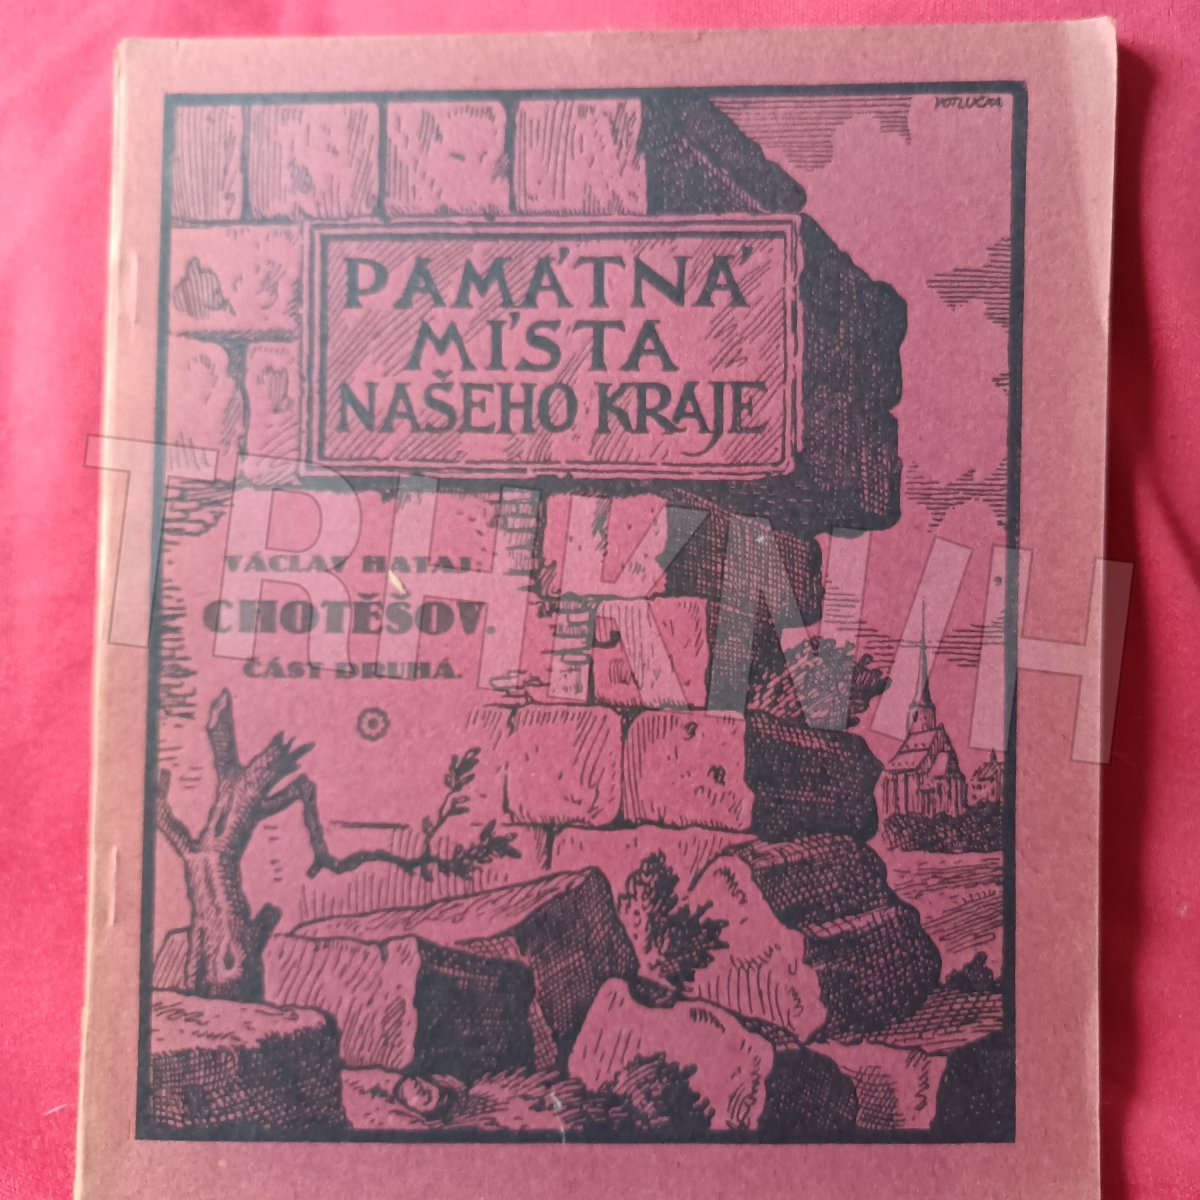 VOTLUČKA
PAMÁTNÁ
MÍSTA
NAŠEHO KRAJE
VÁCLAV HATAJ:
CHOTĚŠOV.
ČÁST DRUHÁ.
TRHKNIH